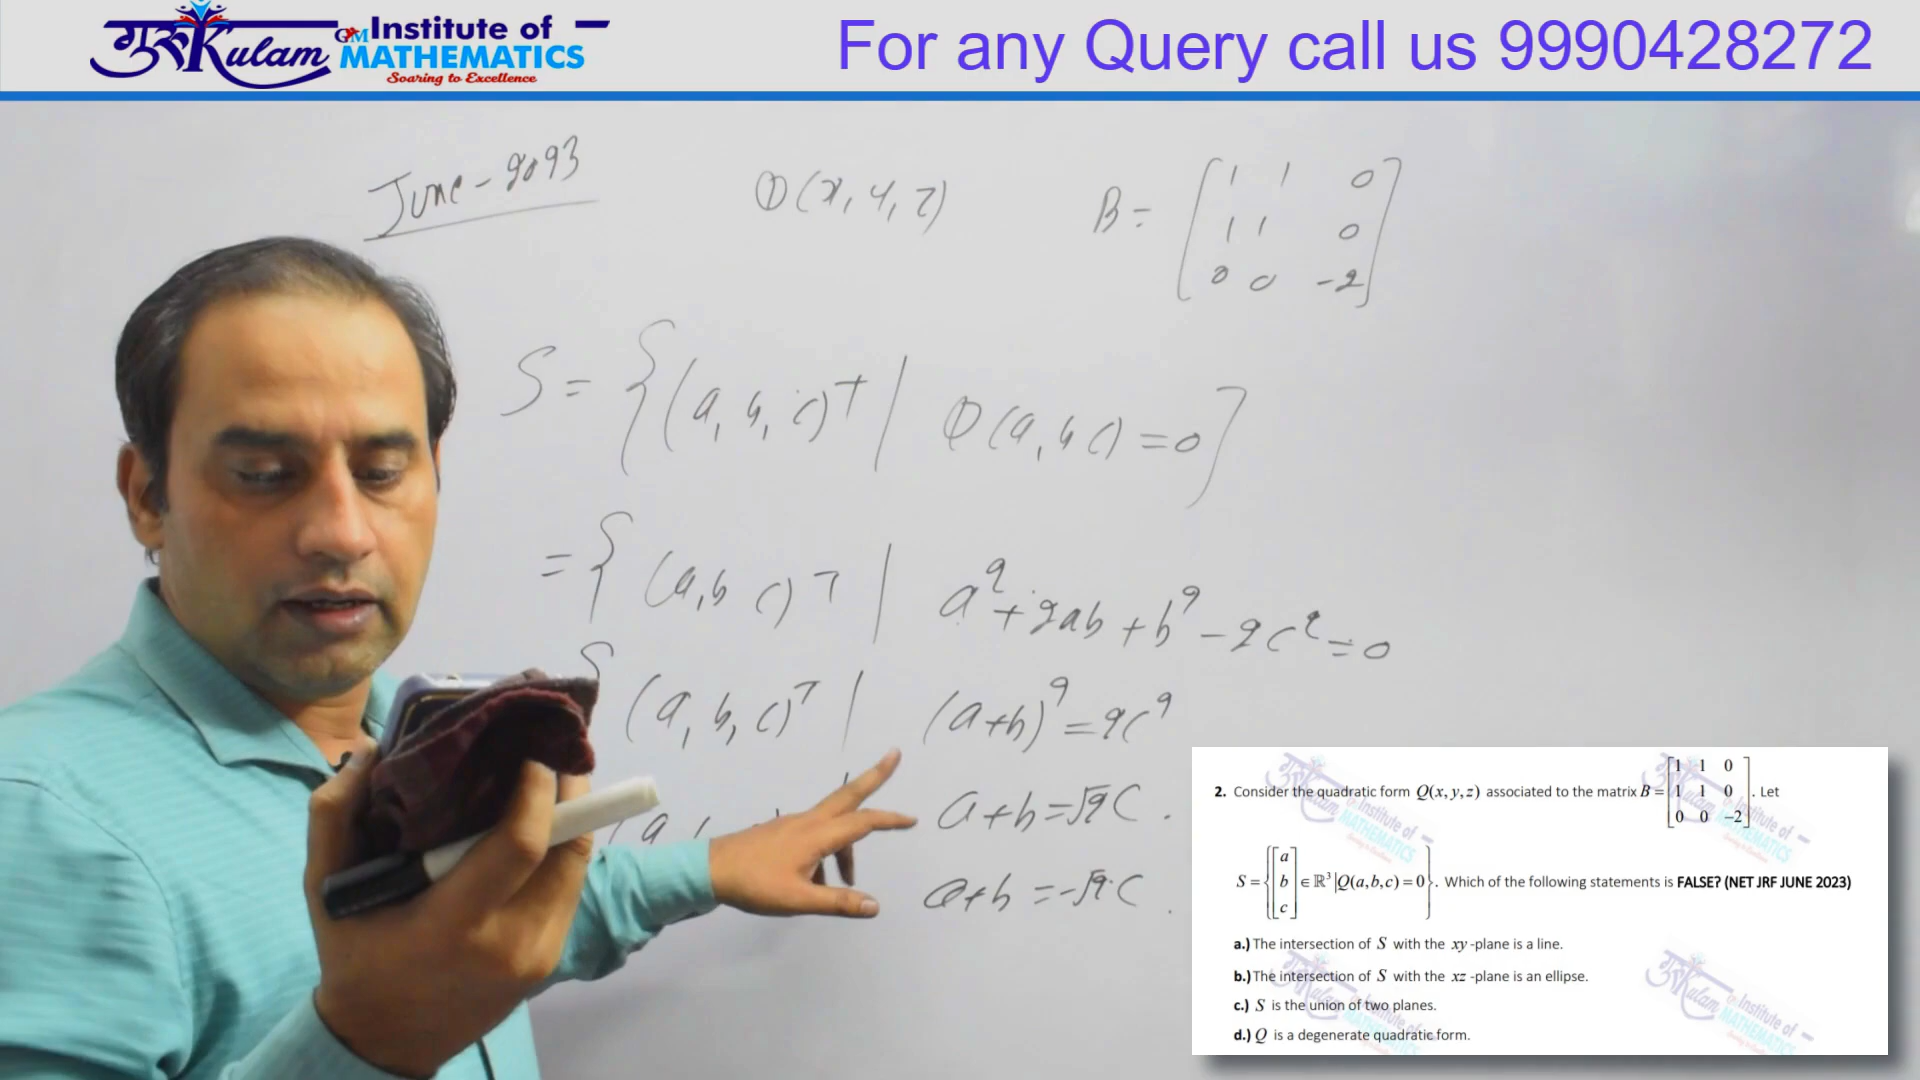 गुरुKulam GM Institute of MATHEMATICS
Soaring to Excellence
For any Query call us 9990428272
June-2023
Q(x, y, z)
B = [1 1 0
1 1 0
0 0 -2]
S = {(a, b, c)^T | Q(a, b, c) = 0}
= {(a, b, c)^T | a² + 2ab + b² - 2c² = 0
{(a, b, c)^T | (a+b)² = 2c²
a+b = √2 C.
a+b = -√2 C.
2. Consider the quadratic form Q(x, y, z) associated to the matrix B = [1 1 0
1 1 0
0 0 -2]. Let
S = {[a b c] ∈ ℝ³ | Q(a,b,c) = 0}. Which of the following statements is FALSE? (NET JRF JUNE 2023)
a.) The intersection of S with the xy-plane is a line.
b.) The intersection of S with the xz-plane is an ellipse.
c.) S is the union of two planes.
d.) Q is a degenerate quadratic form.